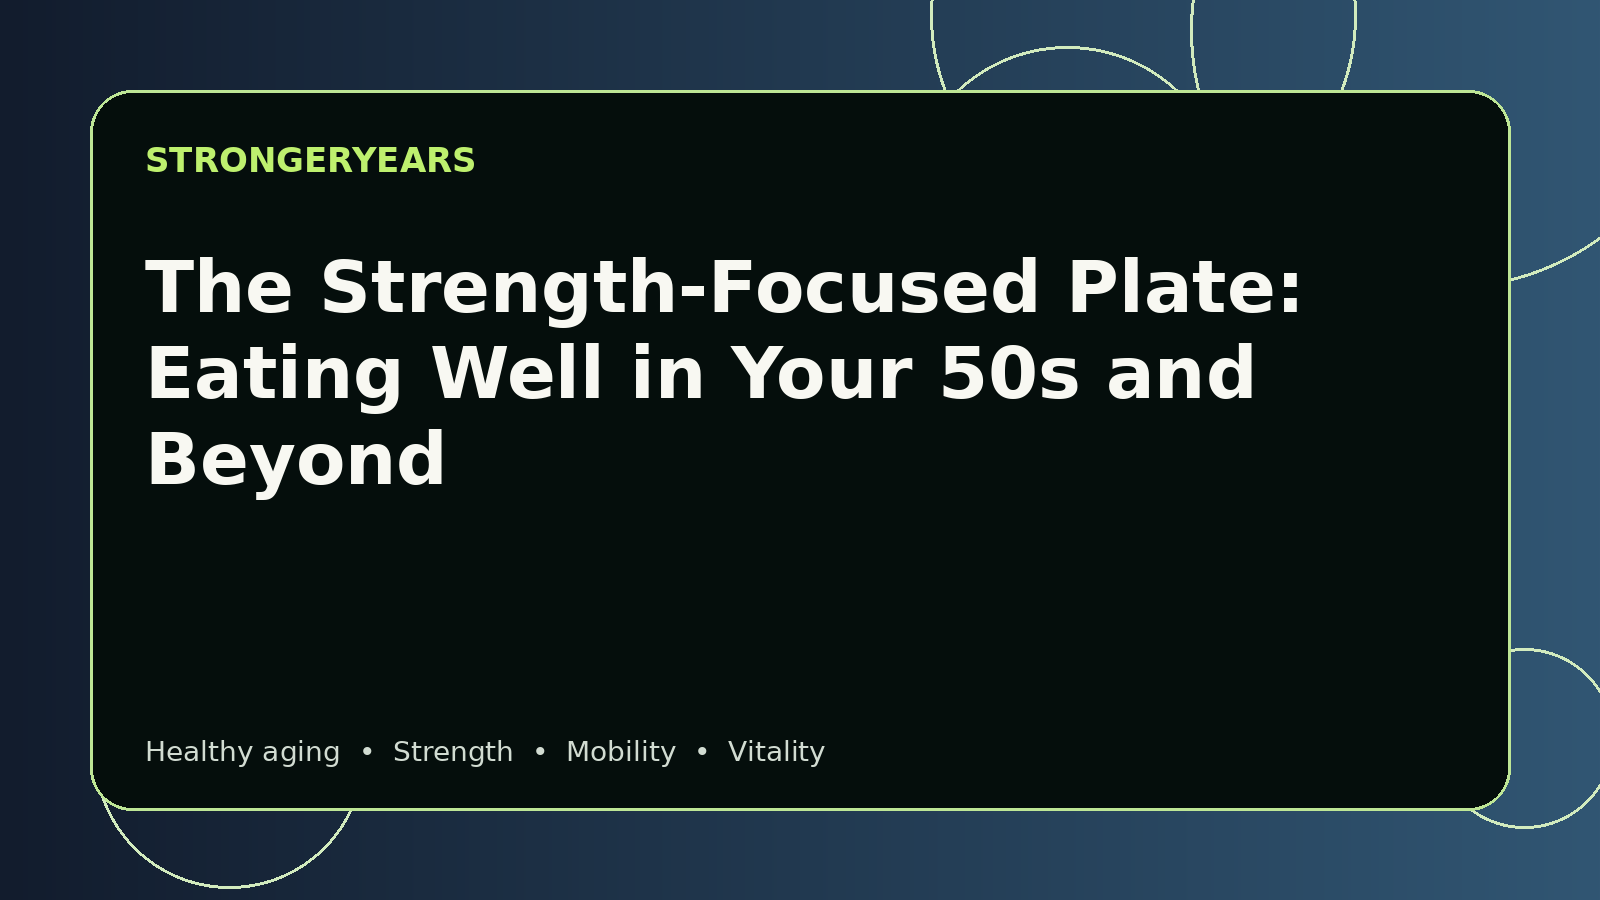 STRONGERYEARS
The Strength-Focused Plate:
Eating Well in Your 50s and
Beyond
Healthy aging • Strength • Mobility • Vitality